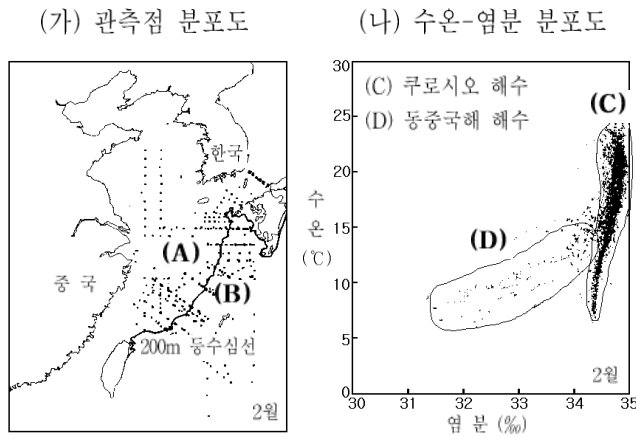 (가) 관측점 분포도
한국
(A)
중 국
(B)
200m 등수심선
2월
(나) 수온-염분 분포도
30
25
20
15
10
5
0
수
온
(℃)
(C) 쿠로시오 해수
(D) 동중국해 해수
(C)
(D)
2월
30 31 32 33 34 35
염 분 (‰)